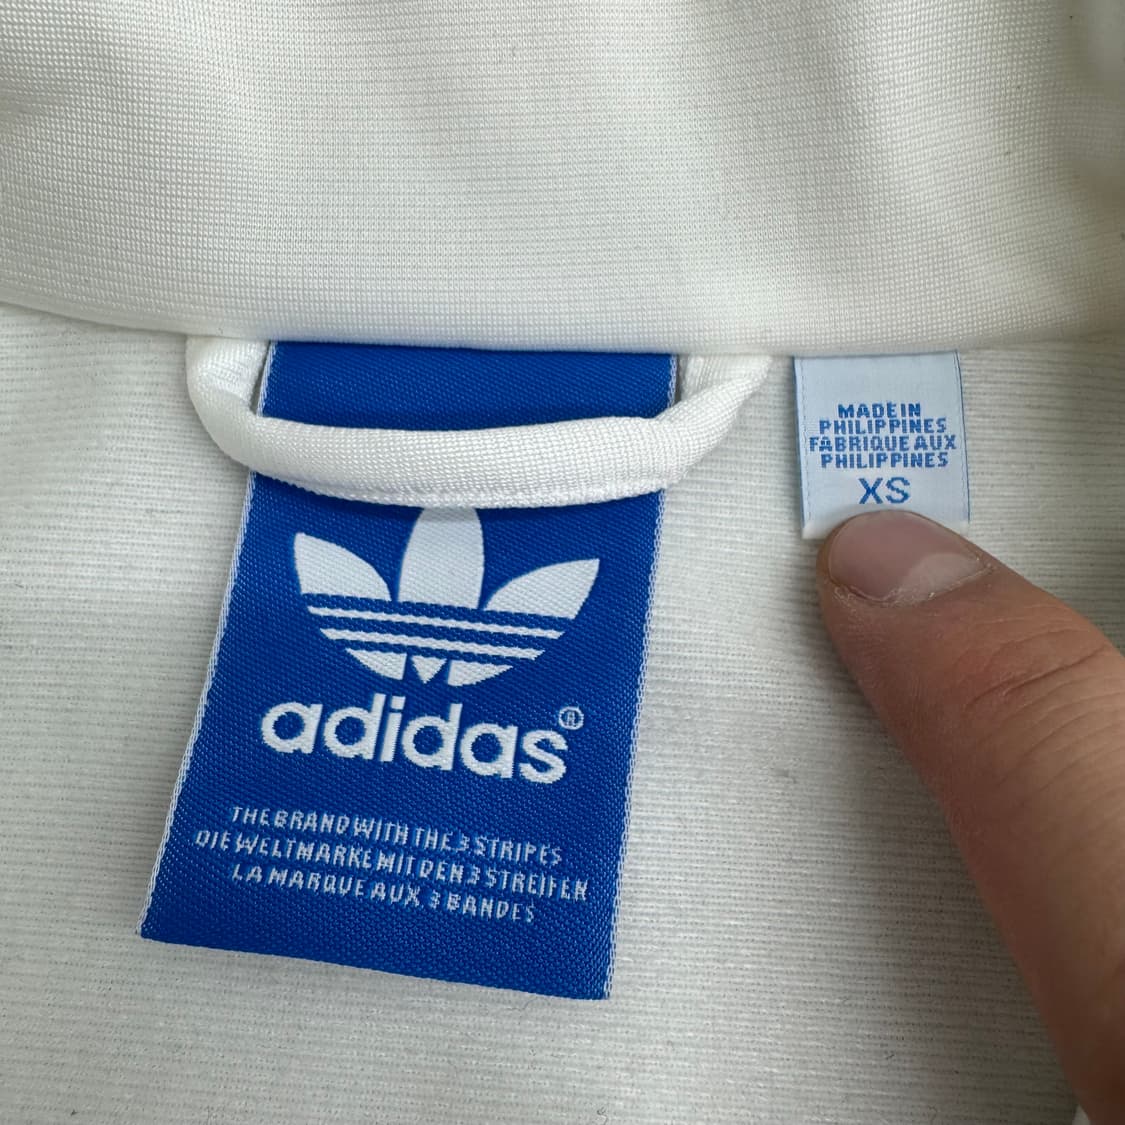 adidas®
THE BRAND WITH THE 3 STRIPES
DIE WELTMARKE MIT DEN 3 STREIFEN
LA MARQUE AUX 3 BANDES
MADE IN
PHILIPPINES
FABRIQUE AUX
PHILIPPINES
XS